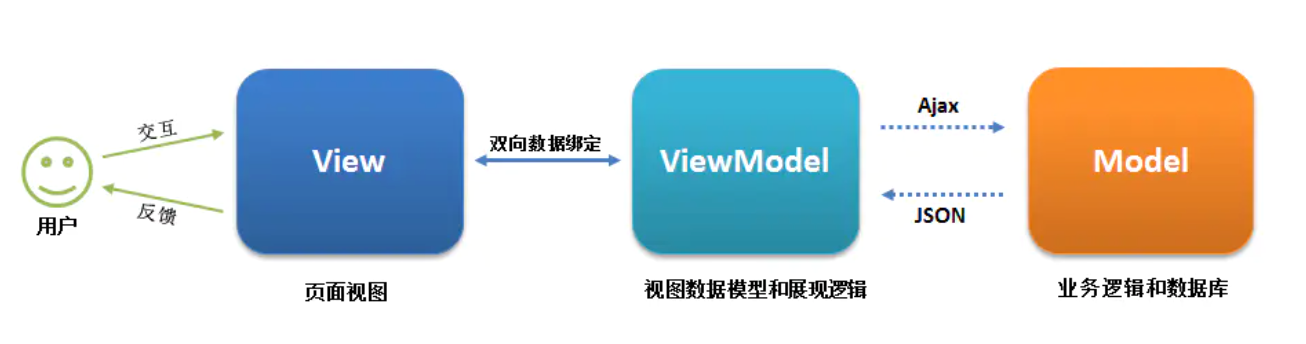 交互
反馈
用户
View
页面视图
双向数据绑定
ViewModel
视图数据模型和展现逻辑
Ajax
JSON
Model
业务逻辑和数据库